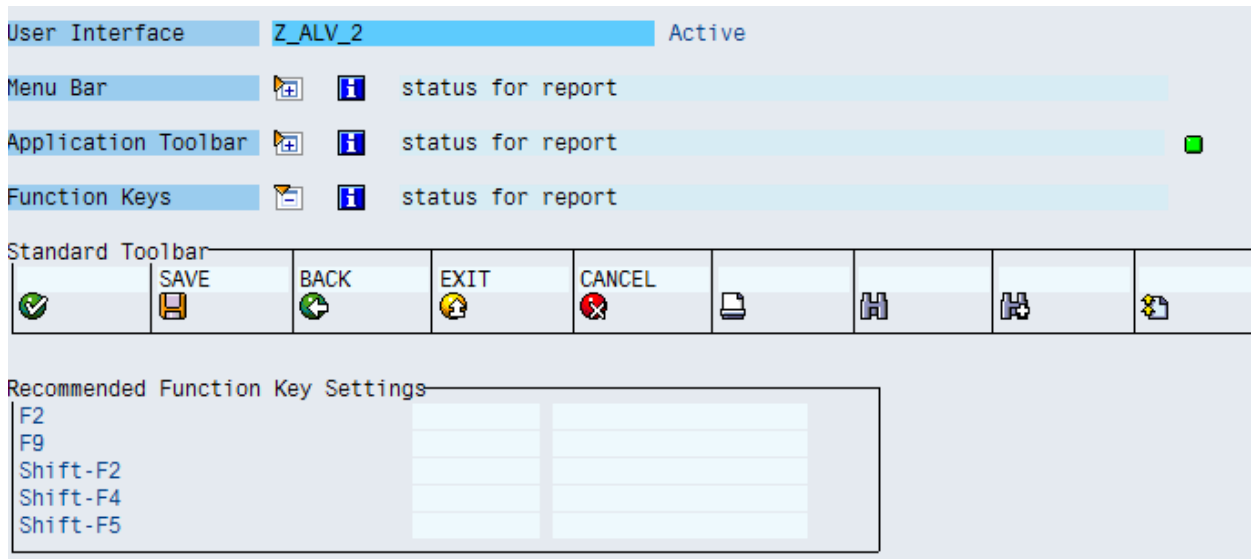 User Interface Z_ALV_2 Active
Menu Bar status for report
Application Toolbar status for report
Function Keys status for report
Standard Toolbar
SAVE BACK EXIT CANCEL
Recommended Function Key Settings
F2
F9
Shift-F2
Shift-F4
Shift-F5